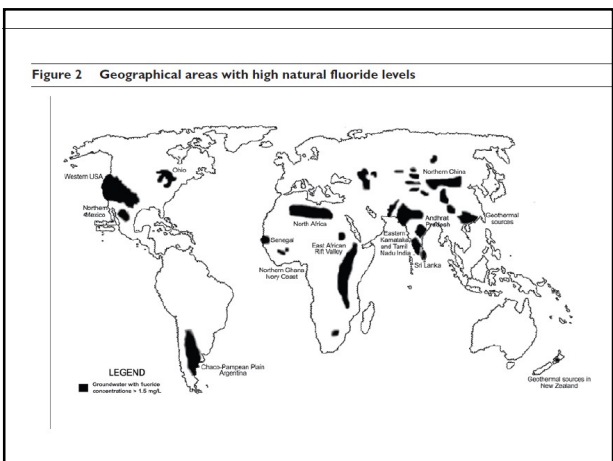 Figure 2 Geographical areas with high natural fluoride levels
Western USA
Ohio
Northern
Mexico
North Africa
Senegal
East African
Rift Valley
Northern Ghana
Ivory Coast
Northern China
Andhrat
Pradesh
Geothermal
sources
Eastern
and Tamil
Nadu India
Sri Lanka
Chaco-Pampean Plain
Argentina
LEGEND
Groundwater with fluoride
concentrations > 1.5 mg/L
Geothermal sources in
New Zealand